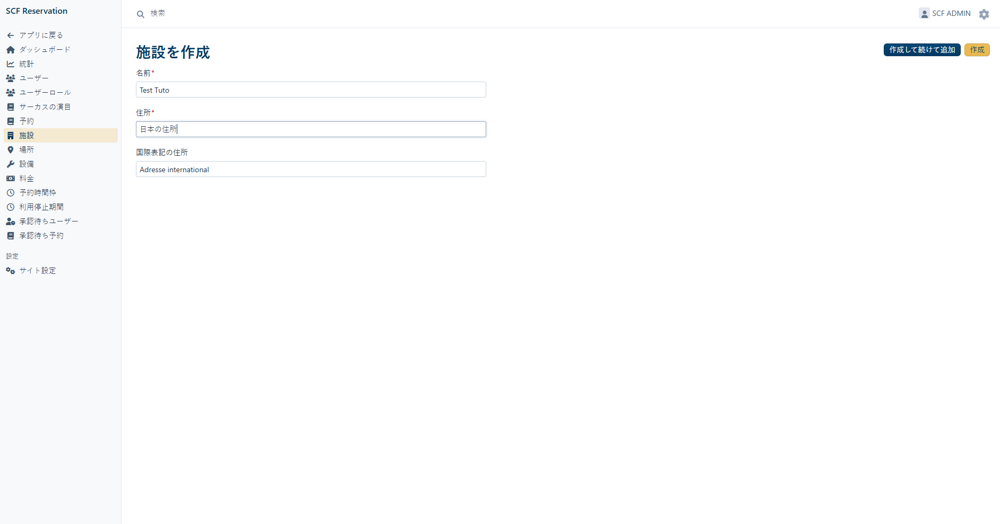 SCF Reservation
検索
SCF ADMIN
アプリに戻る
ダッシュボード
統計
ユーザー
ユーザーロール
サーカスの演目
予約
施設
場所
設備
料金
予約時間枠
利用停止期間
承認待ちユーザー
承認待ち予約
設定
サイト設定
施設を作成
作成して続けて追加
作成
名前•
Test Tuto
住所•
日本の住所
国際表記の住所
Adresse international